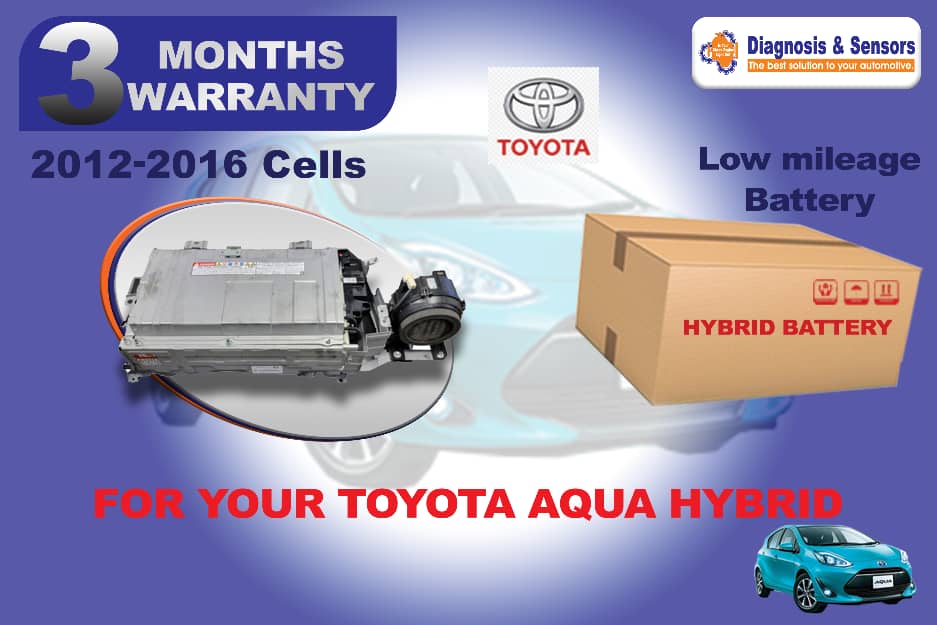 3 MONTHS
WARRANTY
2012-2016 Cells
TOYOTA
Diagnosis & Sensors
The best solution to your automotive.
Low mileage
Battery
HYBRID BATTERY
FOR YOUR TOYOTA AQUA HYBRID
AQUA